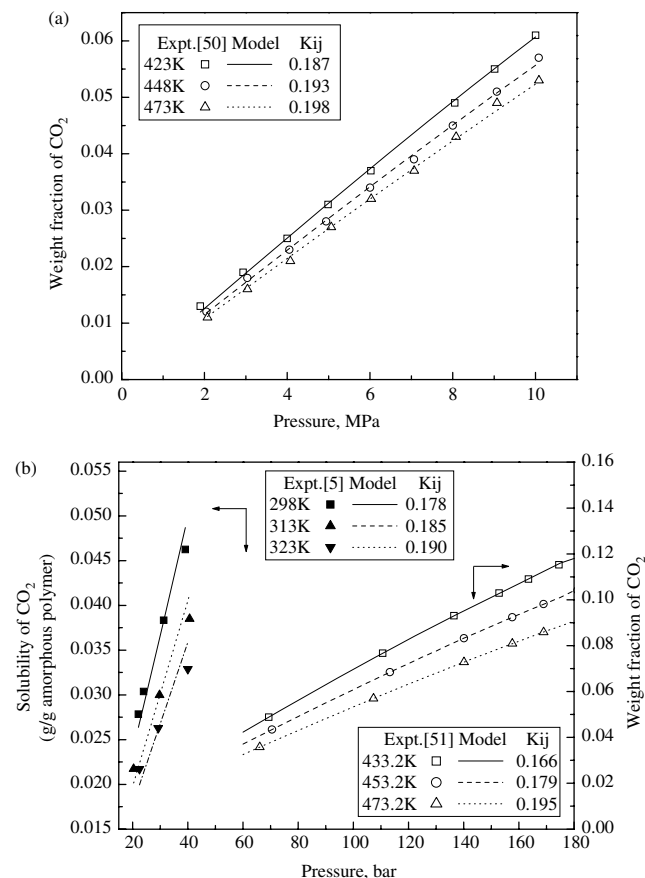 (a)
Expt.[50] Model Kij
423K 0.187
448K 0.193
473K 0.198
Weight fraction of CO2
0.06
0.05
0.04
0.03
0.02
0.01
0.00
0 2 4 6 8 10
Pressure, MPa
(b)
Expt.[5] Model Kij
298K 0.178
313K 0.185
323K 0.190
Solubility of CO2
(g/g amorphous polymer)
0.055
0.050
0.045
0.040
0.035
0.030
0.025
0.020
0.015
0.16
0.14
0.12
0.10
0.08
0.06
0.04
0.02
0.00
Weight fraction of CO2
Expt.[51] Model Kij
433.2K 0.166
453.2K 0.179
473.2K 0.195
20 40 60 80 100 120 140 160 180
Pressure, bar